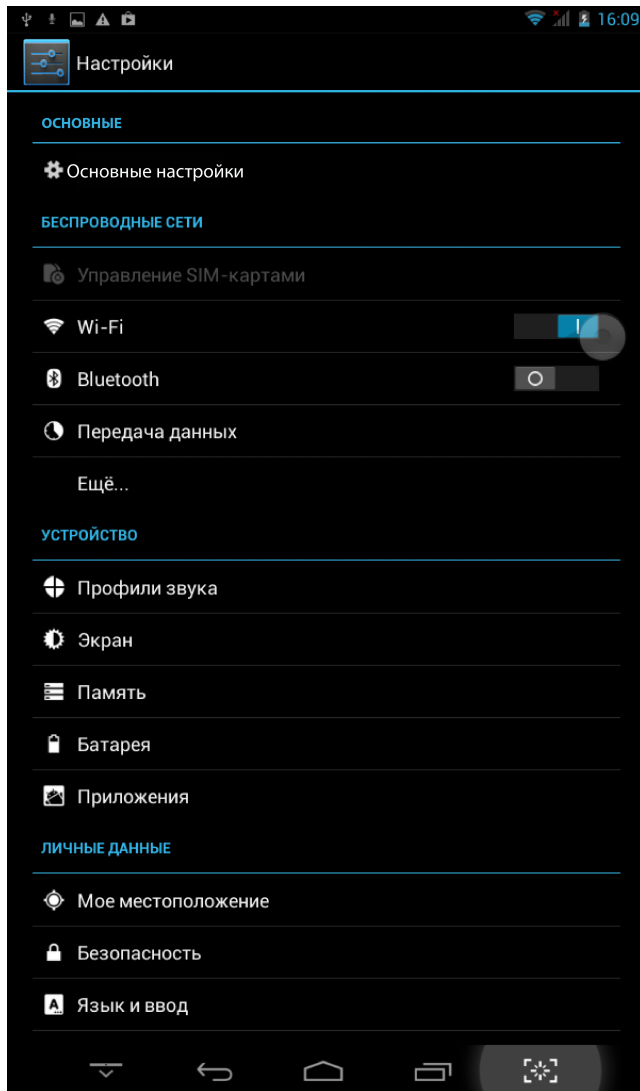 16:09
Настройки
ОСНОВНЫЕ
Основные настройки
БЕСПРОВОДНЫЕ СЕТИ
Управление SIM-картами
Wi-Fi
Bluetooth
Передача данных
Ещё...
УСТРОЙСТВО
Профили звука
Экран
Память
Батарея
Приложения
ЛИЧНЫЕ ДАННЫЕ
Мое местоположение
Безопасность
Язык и ввод